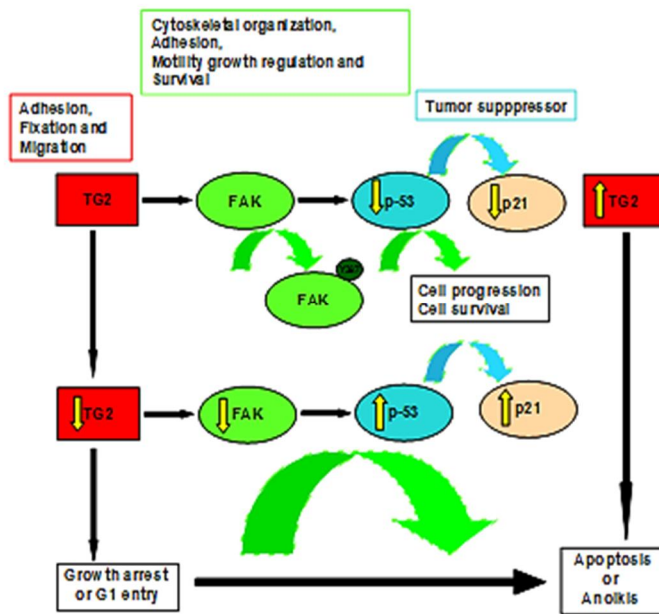 Cytoskeletal organization,
Adhesion,
Motility growth regulation and
Survival
Adhesion,
Fixation and
Migration
Tumor supppressor
TG2
FAK
p-53
p21
TG2
FAK
Cell progression
Cell survival
TG2
FAK
p-53
p21
Growth arrest
or G1 entry
Apoptosis
or
Anoikis